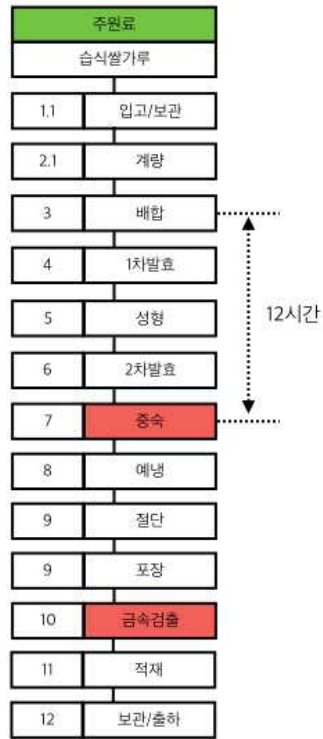 주원료
습식쌀가루
1.1 입고/보관
2.1 계량
3 배합
4 1차발효
12시간
5 성형
6 2차발효
7 증숙
8 예냉
9 절단
9 포장
10 금속검출
11 적재
12 보관/출하